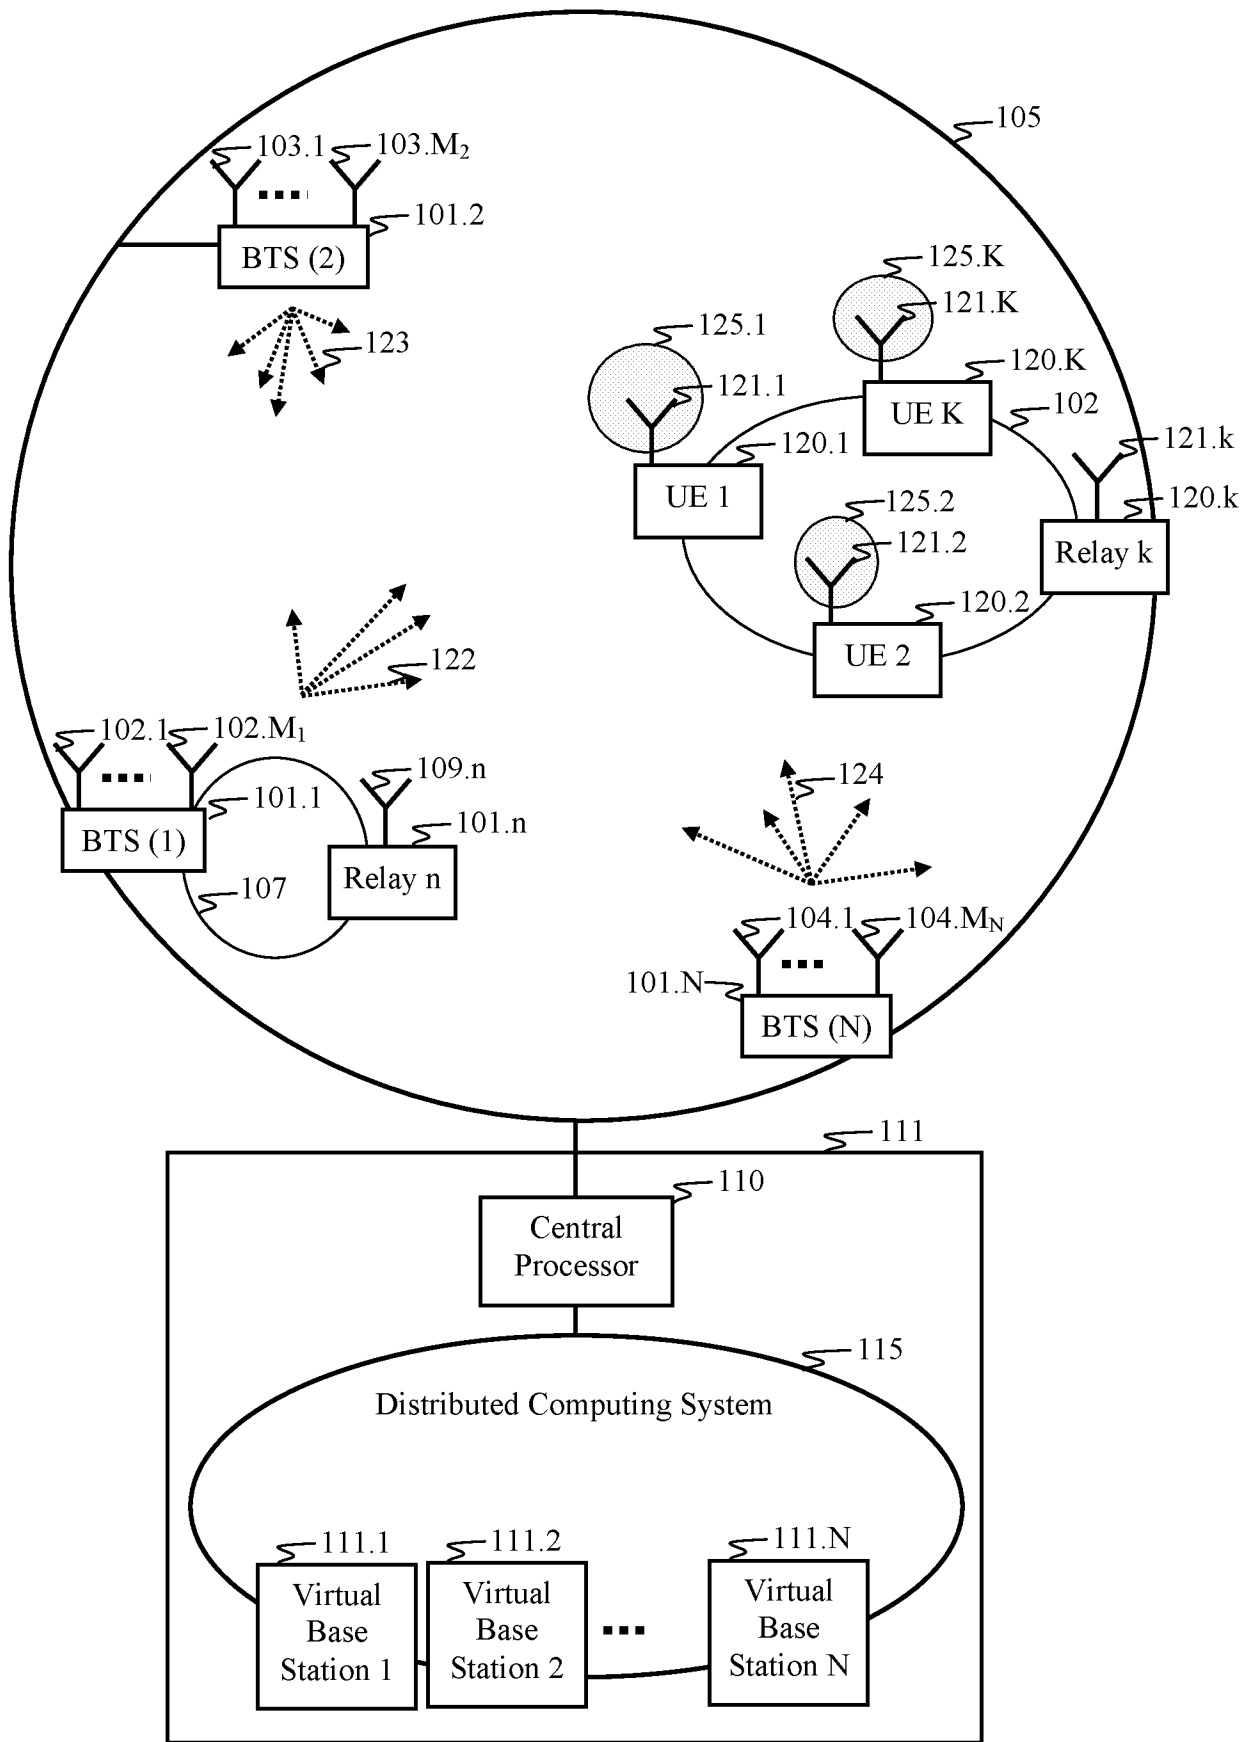 105
103.1
103.M2
101.2
BTS (2)
123
125.K
121.K
120.K
UE K
102
125.1
121.1
120.1
UE 1
121.k
120.k
Relay k
125.2
121.2
120.2
UE 2
122
102.1
102.M1
101.1
BTS (1)
109.n
101.n
Relay n
107
124
104.1
104.MN
101.N
BTS (N)
111
110
Central
Processor
115
Distributed Computing System
111.1
Virtual
Base
Station 1
111.2
Virtual
Base
Station 2
111.N
Virtual
Base
Station N